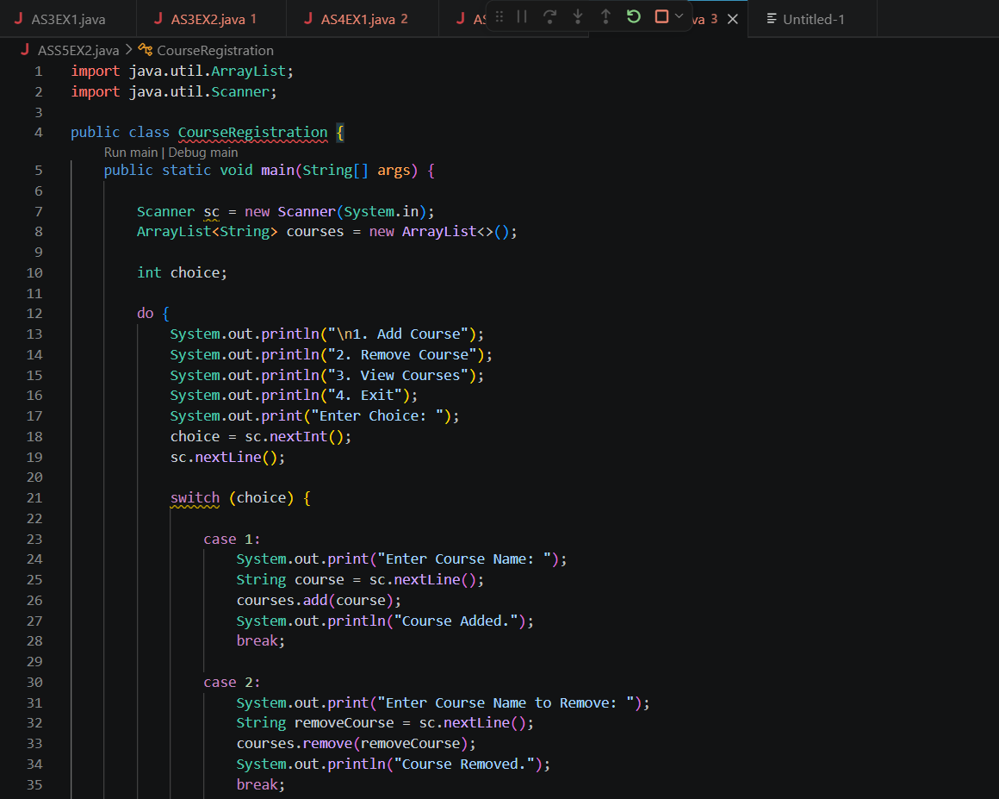 AS3EX1.java
AS3EX2.java 1
AS4EX1.java 2
va 3
Untitled-1
ASS5EX2.java > CourseRegistration
1 import java.util.ArrayList;
2 import java.util.Scanner;
3
4 public class CourseRegistration {
Run main | Debug main
5 public static void main(String[] args) {
6
7 Scanner sc = new Scanner(System.in);
8 ArrayList<String> courses = new ArrayList<>();
9
10 int choice;
11
12 do {
13 System.out.println("\n1. Add Course");
14 System.out.println("2. Remove Course");
15 System.out.println("3. View Courses");
16 System.out.println("4. Exit");
17 System.out.print("Enter Choice: ");
18 choice = sc.nextInt();
19 sc.nextLine();
20
21 switch (choice) {
22
23 case 1:
24 System.out.print("Enter Course Name: ");
25 String course = sc.nextLine();
26 courses.add(course);
27 System.out.println("Course Added.");
28 break;
29
30 case 2:
31 System.out.print("Enter Course Name to Remove: ");
32 String removeCourse = sc.nextLine();
33 courses.remove(removeCourse);
34 System.out.println("Course Removed.");
35 break;